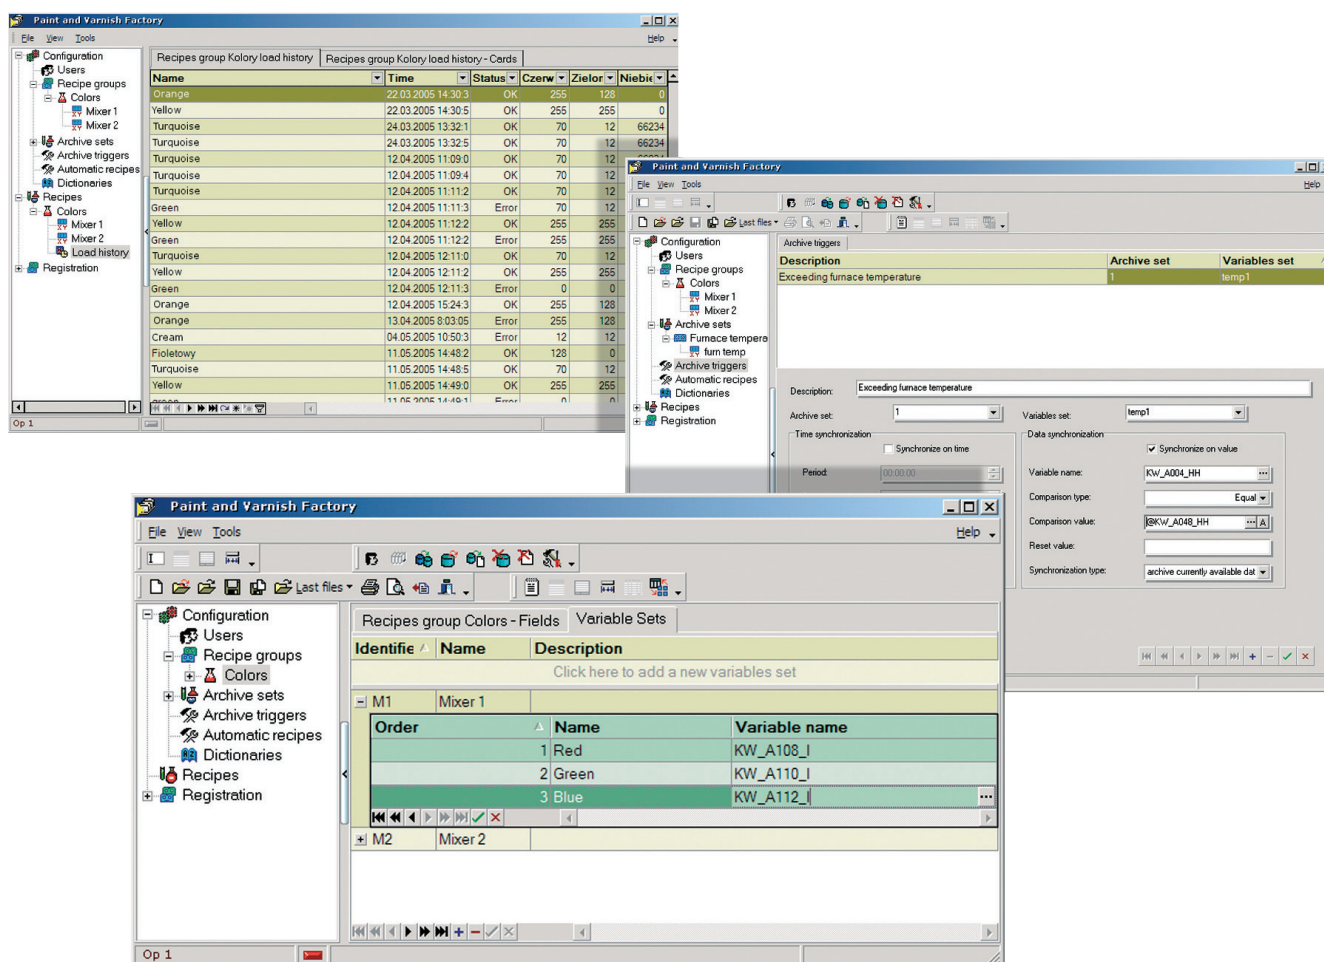 Paint and Varnish Factory
File View Tools Help
Configuration
Users
Recipe groups
Colors
Mixer 1
Mixer 2
Archive sets
Archive triggers
Automatic recipes
Dictionaries
Recipes
Colors
Mixer 1
Mixer 2
Load history
Registration
Recipes group Kolory load history Recipes group Kolory load history - Cards
Name Time Status Czerw Zielor Niebie
Orange 22.03.2005 14:30:3 OK 255 128 0
Yellow 22.03.2005 14:30:5 OK 255 255 0
Turquoise 24.03.2005 13:32:1 OK 70 12 66234
Turquoise 24.03.2005 13:32:5 OK 70 12 66234
Turquoise 12.04.2005 11:09:0 OK 70 12
Turquoise 12.04.2005 11:09:4 OK 70 12
Turquoise 12.04.2005 11:11:2 OK 70 12
Green 12.04.2005 11:11:3 Error 70 12
Yellow 12.04.2005 11:12:2 OK 255 255
Green 12.04.2005 11:12:2 Error 255 255
Turquoise 12.04.2005 12:11:0 OK 70 12
Yellow 12.04.2005 12:11:2 OK 255 255
Green 12.04.2005 12:11:3 Error 0 0
Orange 12.04.2005 15:24:3 OK 255 128
Orange 13.04.2005 8:03:05 Error 255 128
Cream 04.05.2005 10:50:3 Error 12 12
Fioletowy 11.05.2005 14:48:2 OK 128 0
Turquoise 11.05.2005 14:48:5 OK 70 12
Yellow 11.05.2005 14:49:0 OK 255 255
green 11.05.2005 14:49:1 Error 0 0
Op 1
Paint and Varnish Factory
File View Tools Help
Last files
Configuration
Users
Recipe groups
Colors
Mixer 1
Mixer 2
Archive sets
Furnace tempera
furn temp
Archive triggers
Automatic recipes
Dictionaries
Recipes
Registration
Archive triggers
Description Archive set Variables set
Exceeding furnace temperature 1 temp1
Description: Exceeding furnace temperature
Archive set: 1 Variables set: temp1
Time synchronization Data synchronization
Synchronize on time Synchronize on value
Period: 00:00:00 Variable name: KW_A004_HH
Comparison type: Equal
Comparison value: @KW_A048_HH A
Reset value:
Synchronization type: archive currently available dat
Paint and Varnish Factory
File View Tools Help
Last files
Configuration
Users
Recipe groups
Colors
Archive sets
Archive triggers
Automatic recipes
Dictionaries
Recipes
Registration
Recipes group Colors - Fields Variable Sets
Identifie Name Description
Click here to add a new variables set
M1 Mixer 1
Order Name Variable name
1 Red KW_A108_I
2 Green KW_A110_I
3 Blue KW_A112_I
M2 Mixer 2
Op 1